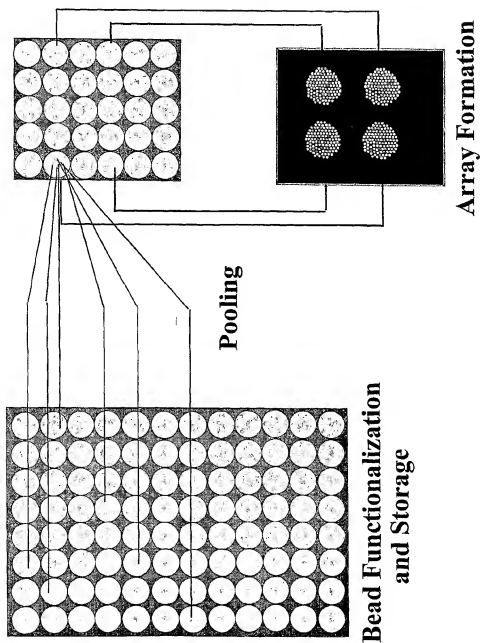 Bead Functionalization
and Storage
Pooling
Array Formation